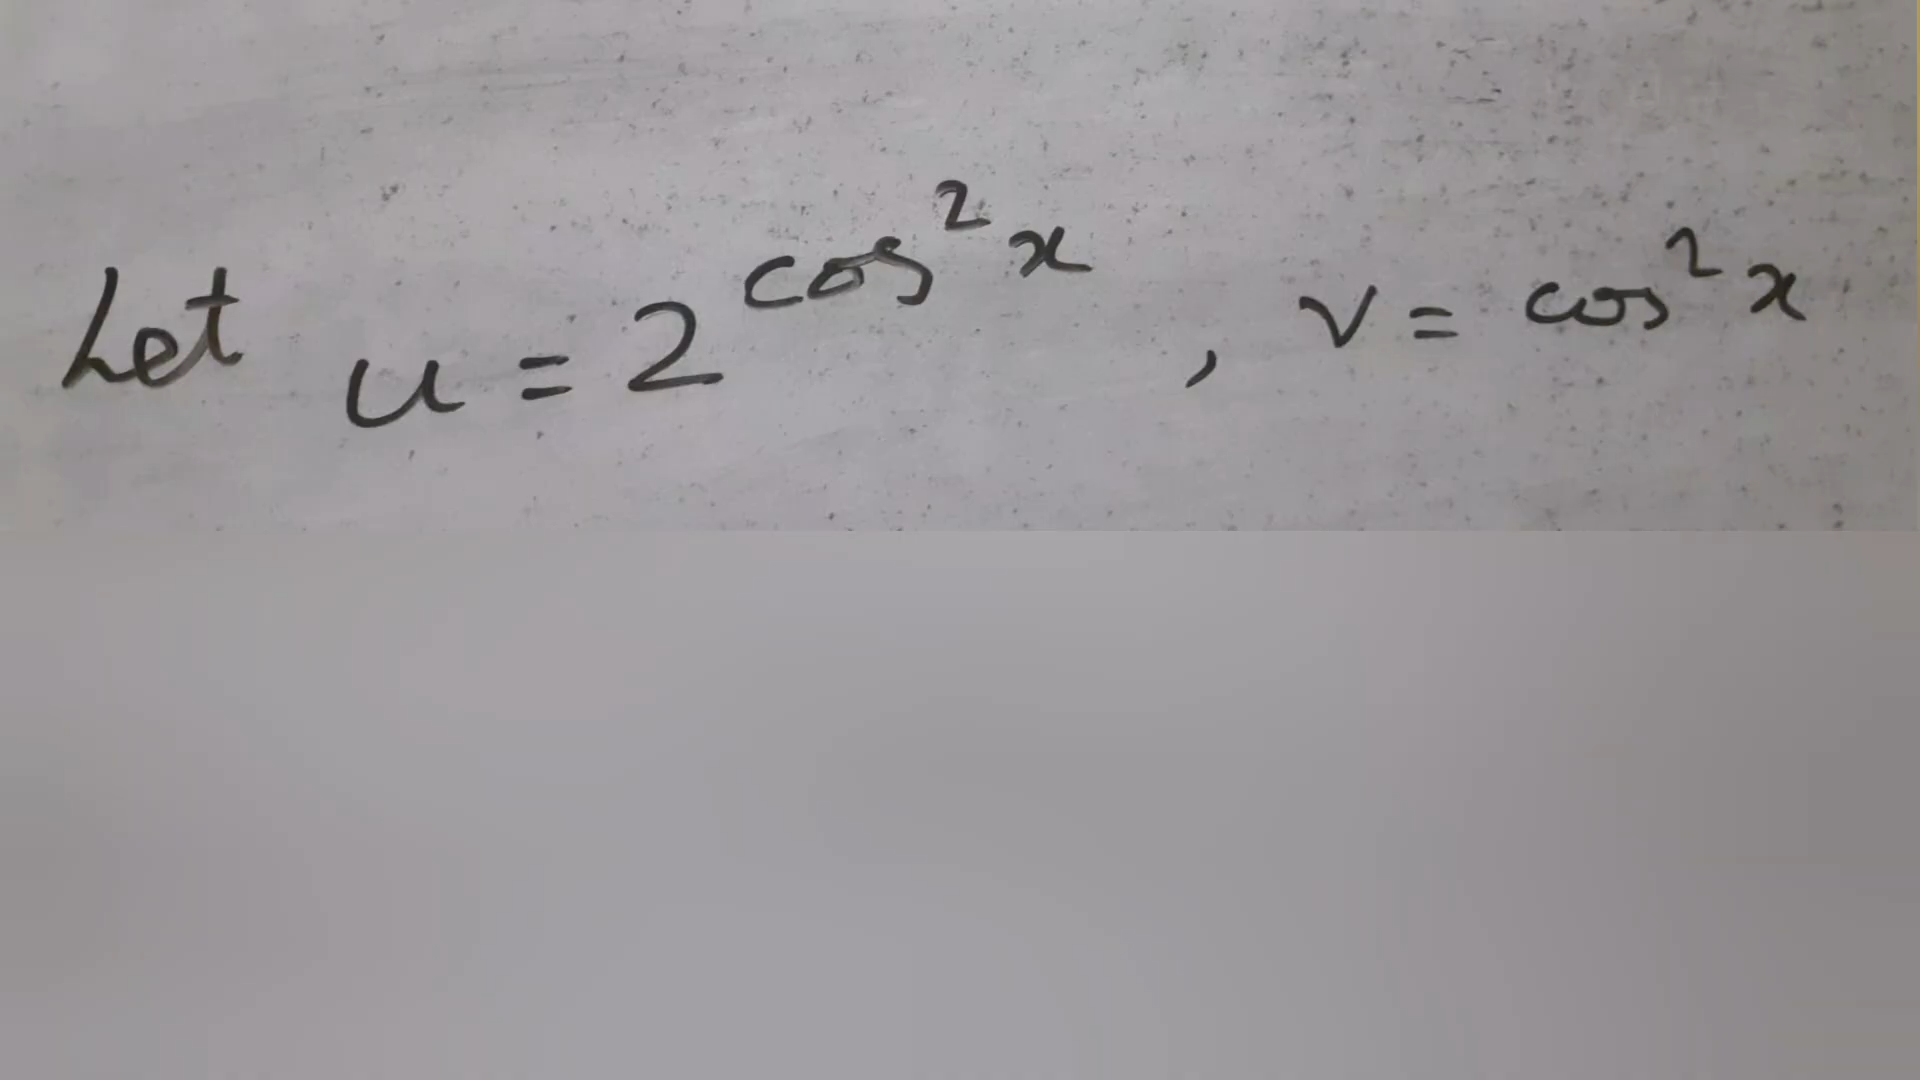 Let u = 2^{cos^2 x} , v = cos^2 x